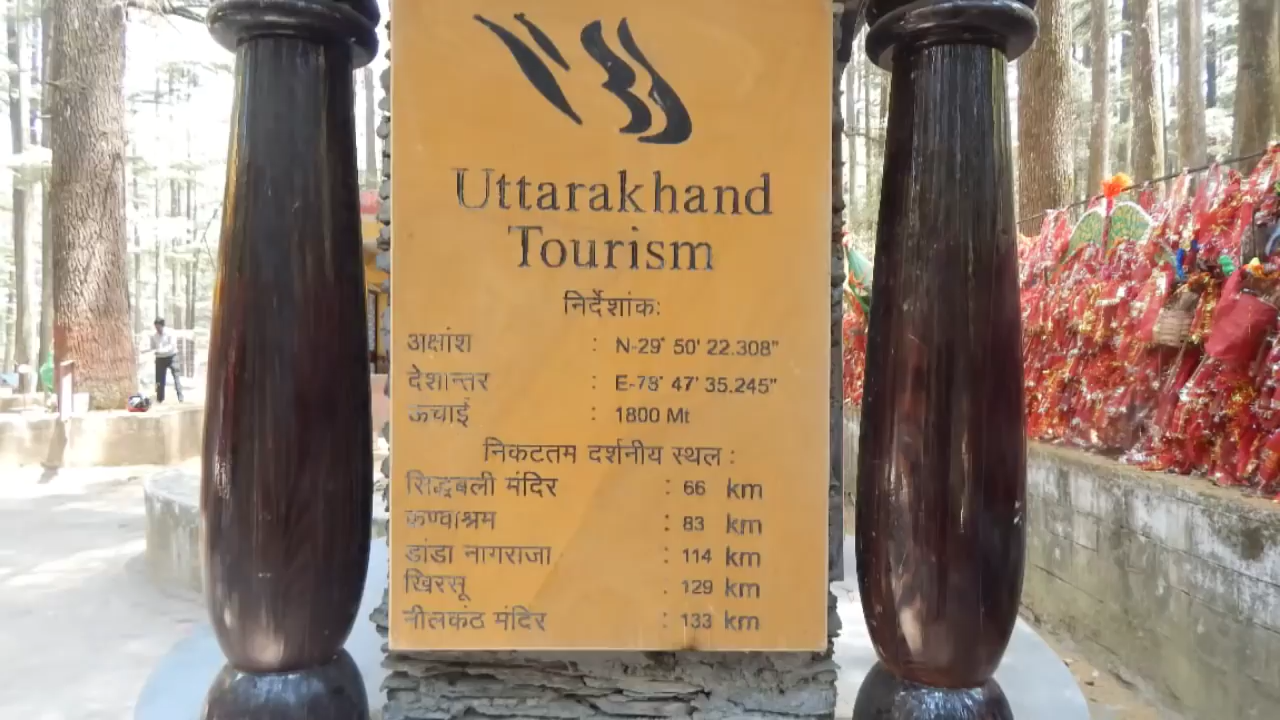 Uttarakhand
Tourism
निर्देशांक:
अक्षांश : N-29° 50' 22.308"
देशान्तर : E-78° 47' 35.245"
ऊंचाई : 1800 Mt
निकटतम दर्शनीय स्थल :
सिद्धबली मंदिर : 66 km
कण्वाश्रम : 83 km
डांडा नागराजा : 114 km
खिरसू : 129 km
नीलकंठ मंदिर : 133 km